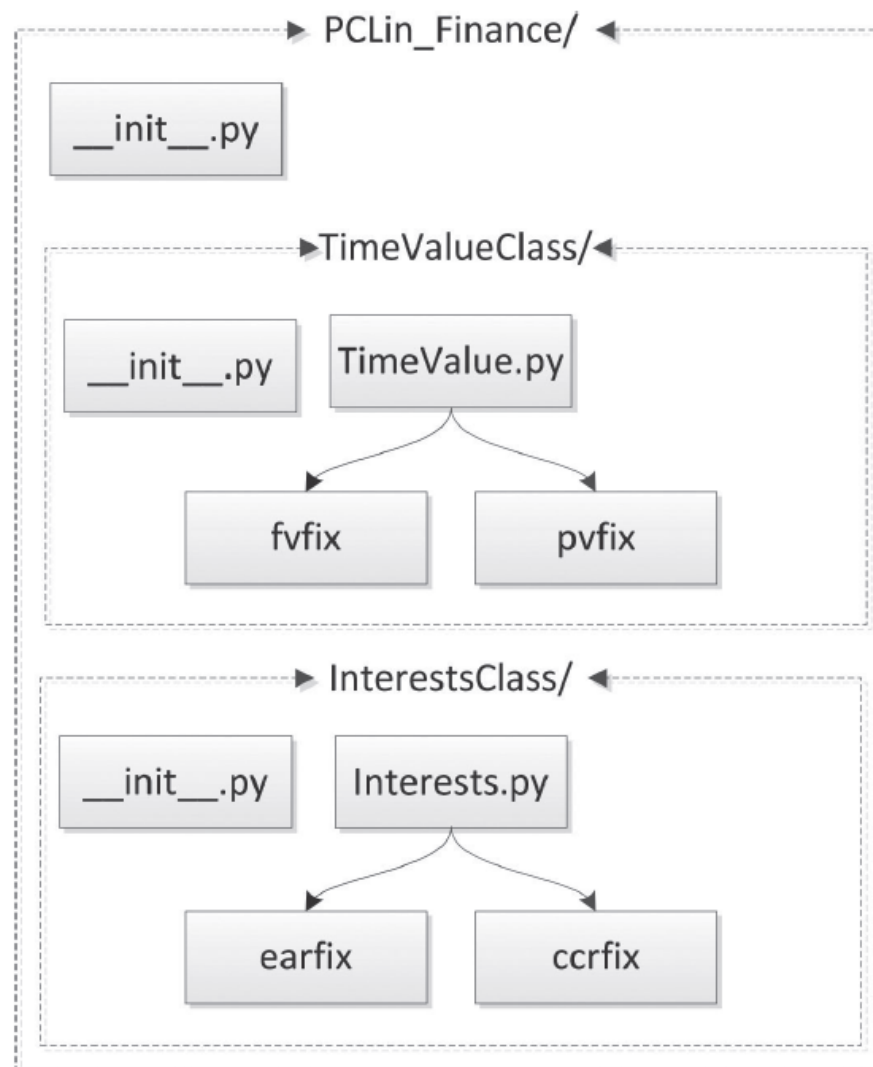 PCLin_Finance/
__init__.py
TimeValueClass/
__init__.py
TimeValue.py
fvfix
pvfix
InterestsClass/
__init__.py
Interests.py
earfix
ccrfix